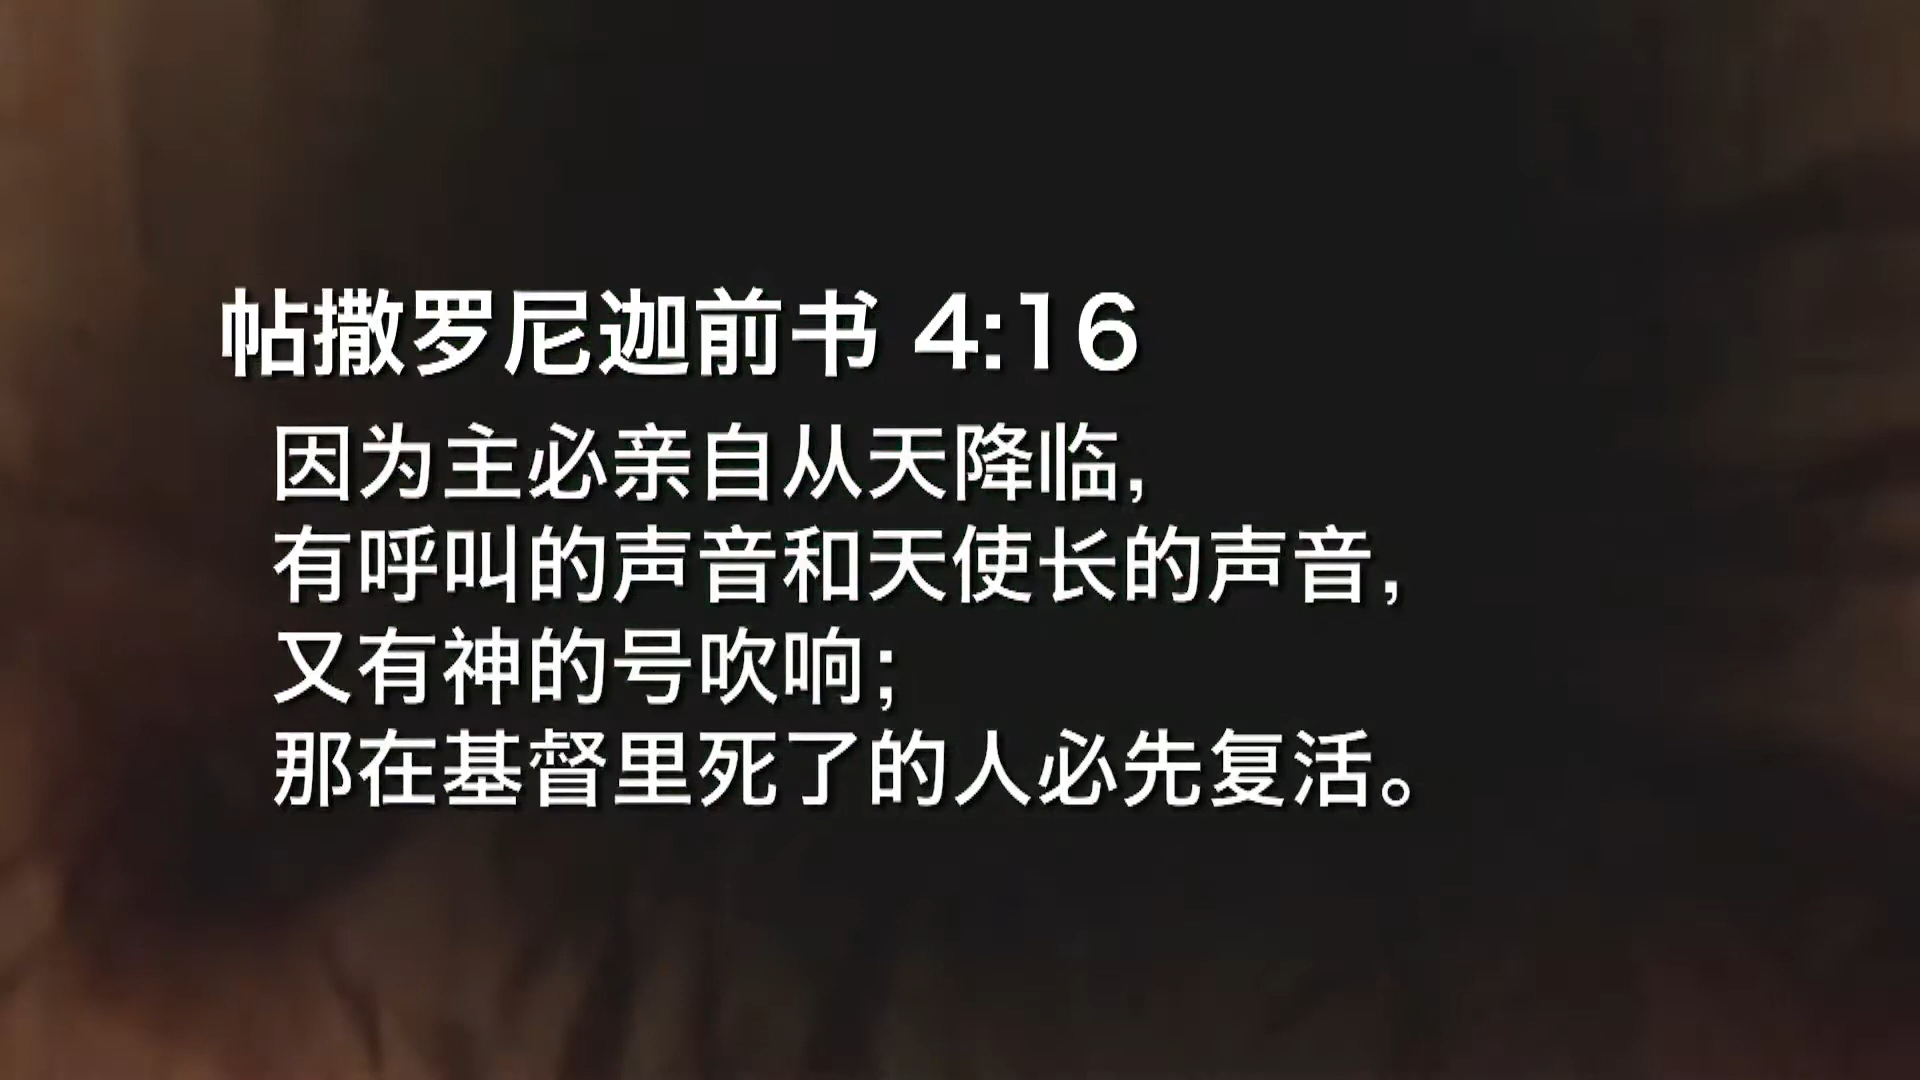 帖撒罗尼迦前书 4:16
因为主必亲自从天降临，
有呼叫的声音和天使长的声音，
又有神的号吹响；
那在基督里死了的人必先复活。